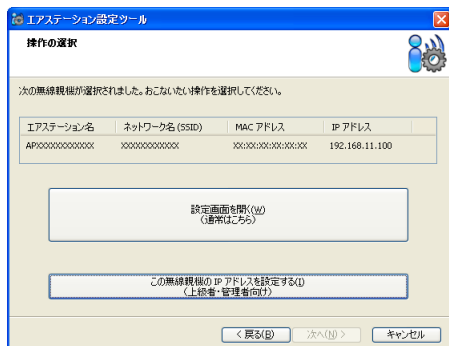 エアステーション設定ツール
操作の選択
次の無線親機が選択されました。おこないたい操作を選択してください。
エアステーション名 ネットワーク名(SSID) MAC アドレス IP アドレス
APXXXXXXXXXXXX XXXXXXXXXXXX XX:XX:XX:XX:XX:XX 192.168.11.100
設定画面を開く(W)
(通常はこちら)
この無線親機の IP アドレスを設定する(I)
(上級者・管理者向け)
< 戻る(B) 次へ(N) > キャンセル